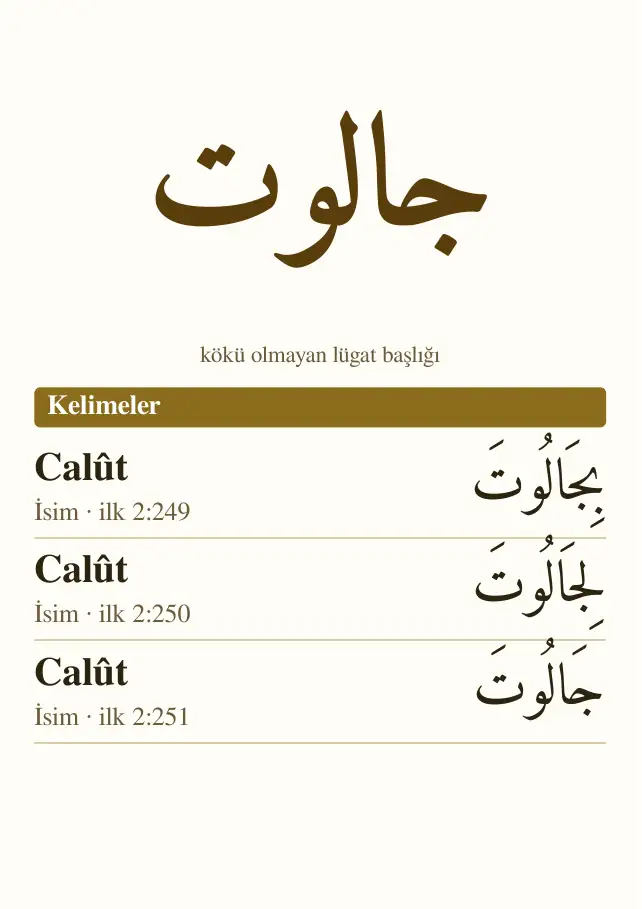 جالوت
kökü olmayan lügat başlığı
Kelimeler
Calût بِجَالُوتَ
İsim · ilk 2:249
Calût لِجَالُوتَ
İsim · ilk 2:250
Calût جَالُوتَ
İsim · ilk 2:251